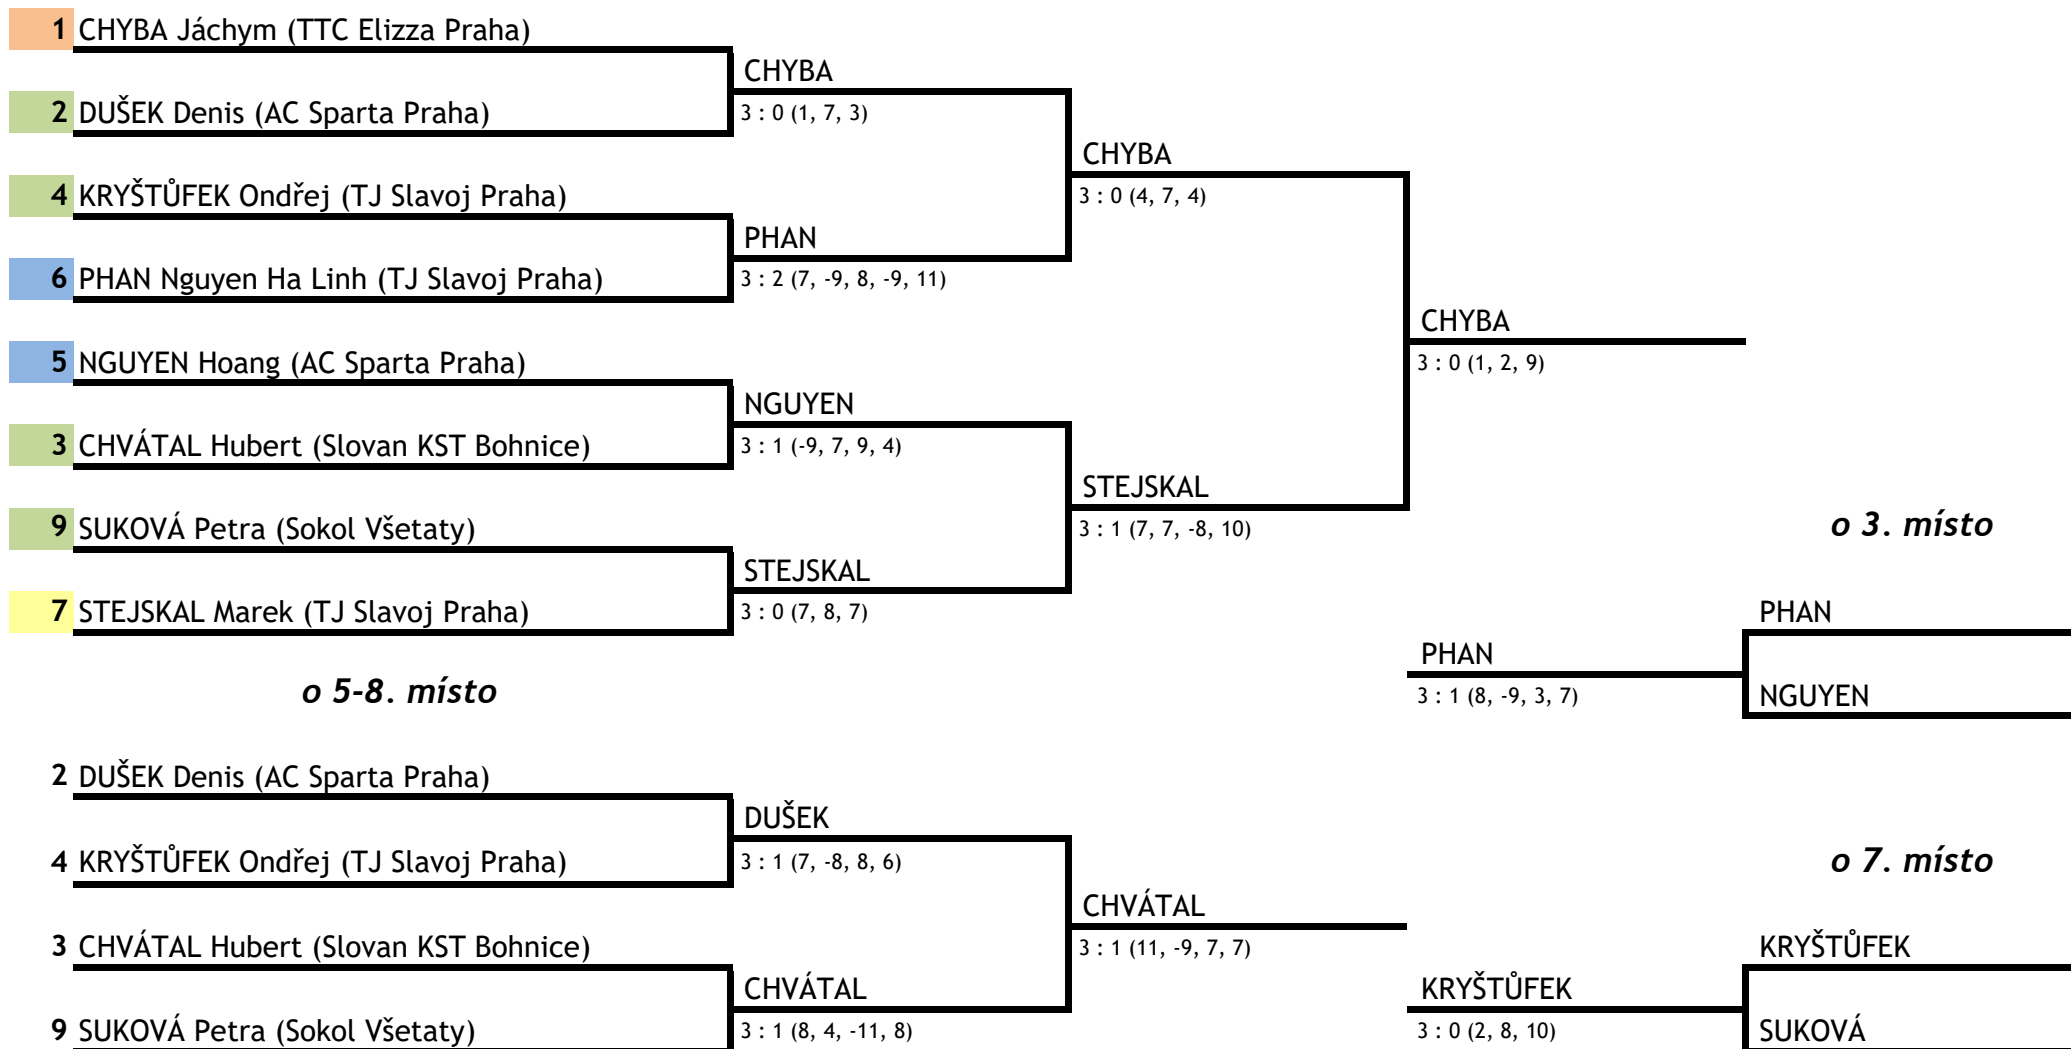 1 CHYBA Jáchym (TTC Elizza Praha)
CHYBA
2 DUŠEK Denis (AC Sparta Praha)
3 : 0 (1, 7, 3)
CHYBA
4 KRYŠTŮFEK Ondřej (TJ Slavoj Praha)
3 : 0 (4, 7, 4)
PHAN
6 PHAN Nguyen Ha Linh (TJ Slavoj Praha)
3 : 2 (7, -9, 8, -9, 11)
CHYBA
5 NGUYEN Hoang (AC Sparta Praha)
3 : 0 (1, 2, 9)
NGUYEN
3 CHVÁTAL Hubert (Slovan KST Bohnice)
3 : 1 (-9, 7, 9, 4)
STEJSKAL
9 SUKOVÁ Petra (Sokol Všetaty)
3 : 1 (7, 7, -8, 10)
o 3. místo
STEJSKAL
7 STEJSKAL Marek (TJ Slavoj Praha)
3 : 0 (7, 8, 7)
PHAN
PHAN
o 5-8. místo
3 : 1 (8, -9, 3, 7)
NGUYEN
2 DUŠEK Denis (AC Sparta Praha)
DUŠEK
4 KRYŠTŮFEK Ondřej (TJ Slavoj Praha)
3 : 1 (7, -8, 8, 6)
o 7. místo
CHVÁTAL
3 CHVÁTAL Hubert (Slovan KST Bohnice)
3 : 1 (11, -9, 7, 7)
KRYŠTŮFEK
CHVÁTAL
KRYŠTŮFEK
9 SUKOVÁ Petra (Sokol Všetaty)
3 : 1 (8, 4, -11, 8)
3 : 0 (2, 8, 10)
SUKOVÁ